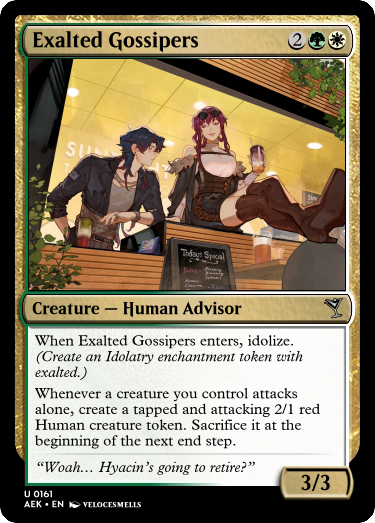 Exalted Gossipers 2
SUN
Today's Special
Creature — Human Advisor
When Exalted Gossipers enters, idolize.
(Create an Idolatry enchantment token with
exalted.)
Whenever a creature you control attacks
alone, create a tapped and attacking 2/1 red
Human creature token. Sacrifice it at the
beginning of the next end step.
“Woah… Hyacin’s going to retire?”
3/3
U 0161
AEK • EN VELOCESMELLS